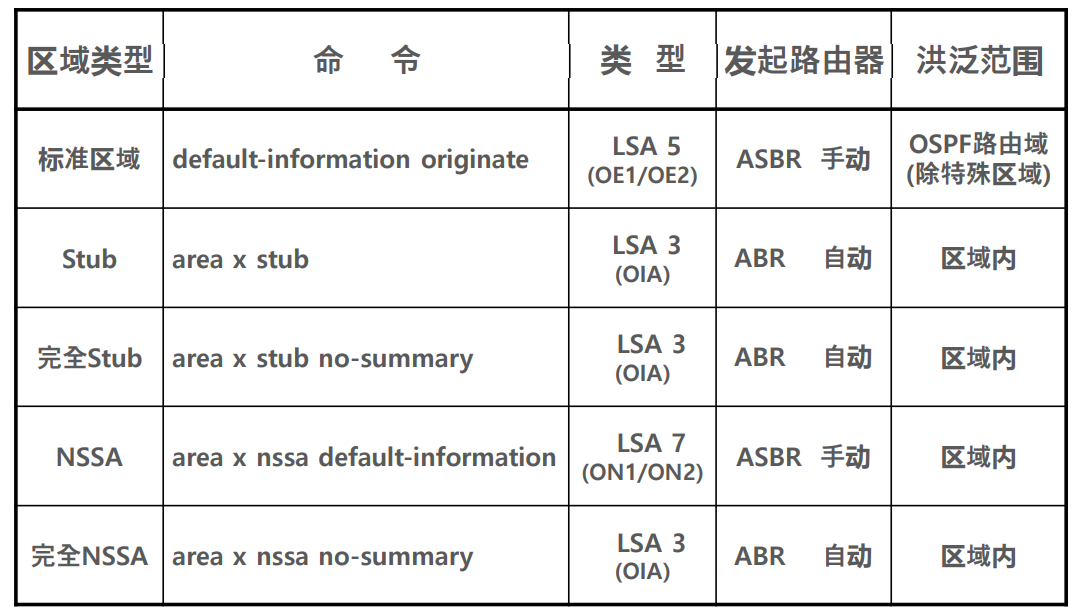 区域类型 命 令 类 型 发起路由器 洪泛范围
标准区域 default-information originate LSA 5 ASBR 手动 OSPF路由域
(OE1/OE2) (除特殊区域)
Stub area x stub LSA 3 ABR 自动 区域内
(OIA)
完全Stub area x stub no-summary LSA 3 ABR 自动 区域内
(OIA)
NSSA area x nssa default-information LSA 7 ASBR 手动 区域内
(ON1/ON2)
完全NSSA area x nssa no-summary LSA 3 ABR 自动 区域内
(OIA)